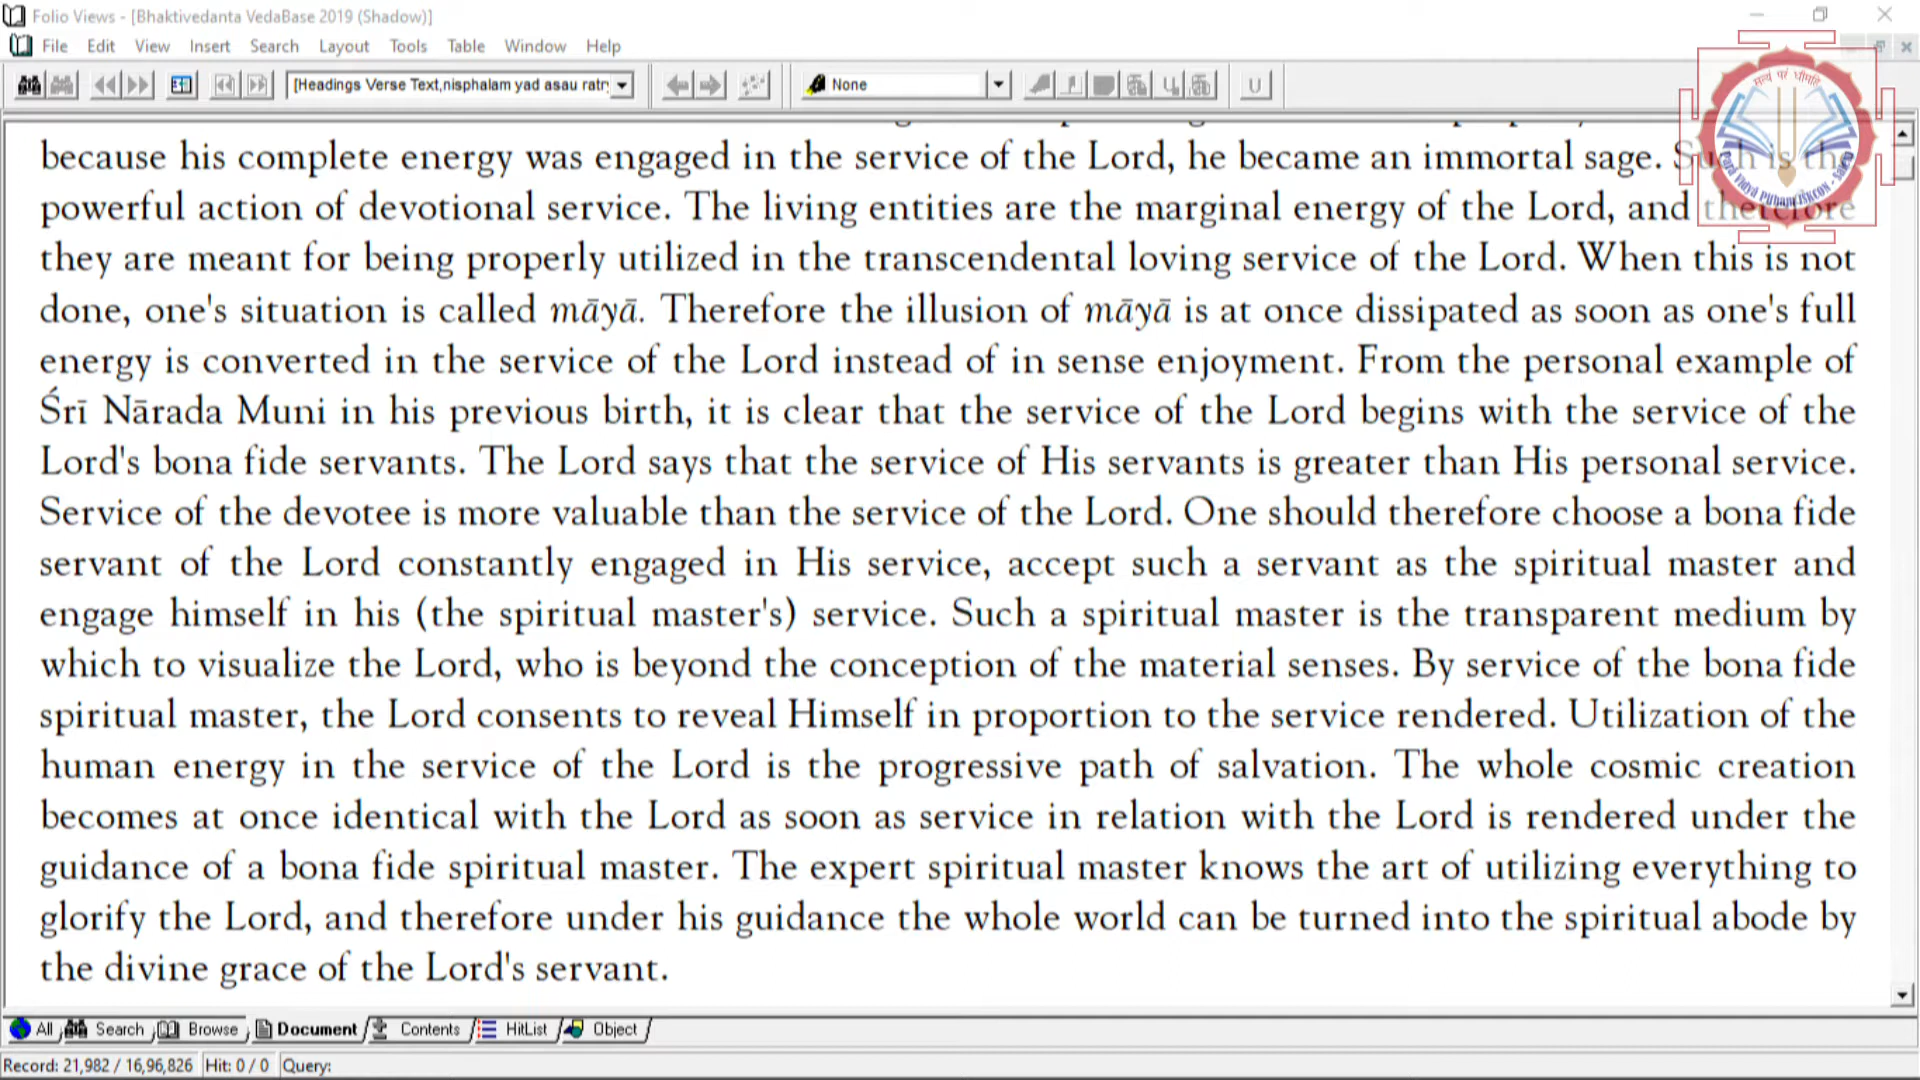 Folio Views - [Bhaktivedanta VedaBase 2019 (Shadow)]
File Edit View Insert Search Layout Tools Table Window Help
[Headings Verse Text,nisphalam yad asau ratr None U
because his complete energy was engaged in the service of the Lord, he became an immortal sage. Such is the
powerful action of devotional service. The living entities are the marginal energy of the Lord, and therefore
they are meant for being properly utilized in the transcendental loving service of the Lord. When this is not
done, one's situation is called māyā. Therefore the illusion of māyā is at once dissipated as soon as one's full
energy is converted in the service of the Lord instead of in sense enjoyment. From the personal example of
Śrī Nārada Muni in his previous birth, it is clear that the service of the Lord begins with the service of the
Lord's bona fide servants. The Lord says that the service of His servants is greater than His personal service.
Service of the devotee is more valuable than the service of the Lord. One should therefore choose a bona fide
servant of the Lord constantly engaged in His service, accept such a servant as the spiritual master and
engage himself in his (the spiritual master's) service. Such a spiritual master is the transparent medium by
which to visualize the Lord, who is beyond the conception of the material senses. By service of the bona fide
spiritual master, the Lord consents to reveal Himself in proportion to the service rendered. Utilization of the
human energy in the service of the Lord is the progressive path of salvation. The whole cosmic creation
becomes at once identical with the Lord as soon as service in relation with the Lord is rendered under the
guidance of a bona fide spiritual master. The expert spiritual master knows the art of utilizing everything to
glorify the Lord, and therefore under his guidance the whole world can be turned into the spiritual abode by
the divine grace of the Lord's servant.
All Search Browse Document Contents HitList Object
Record: 21,982 / 16,96,826 Hit: 0 / 0 Query: